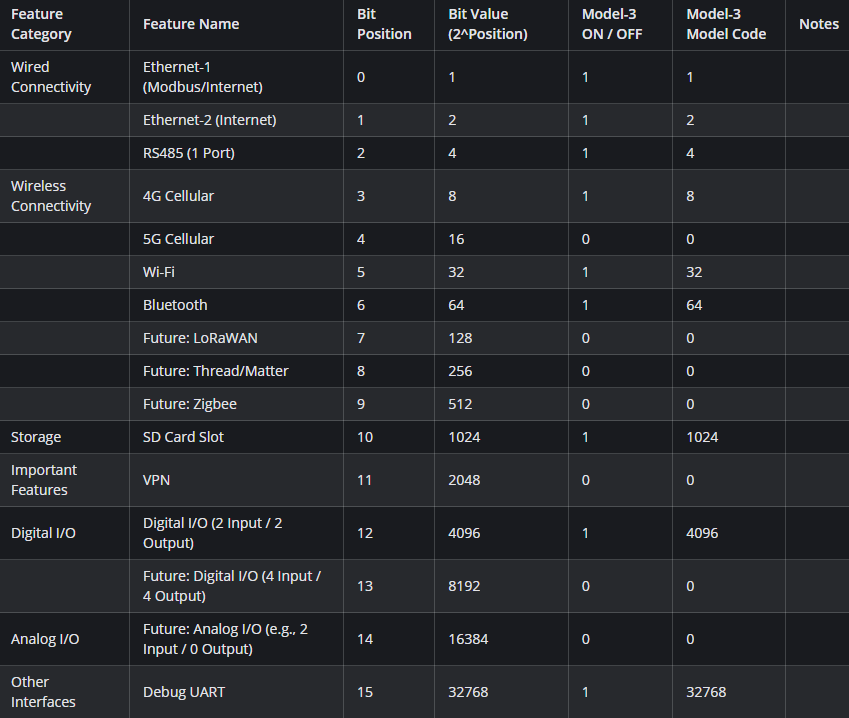 Feature Category | Feature Name | Bit Position | Bit Value (2^Position) | Model-3 ON / OFF | Model-3 Model Code | Notes
Wired Connectivity | Ethernet-1 (Modbus/Internet) | 0 | 1 | 1 | 1
Ethernet-2 (Internet) | 1 | 2 | 1 | 2
RS485 (1 Port) | 2 | 4 | 1 | 4
Wireless Connectivity | 4G Cellular | 3 | 8 | 1 | 8
5G Cellular | 4 | 16 | 0 | 0
Wi-Fi | 5 | 32 | 1 | 32
Bluetooth | 6 | 64 | 1 | 64
Future: LoRaWAN | 7 | 128 | 0 | 0
Future: Thread/Matter | 8 | 256 | 0 | 0
Future: Zigbee | 9 | 512 | 0 | 0
Storage | SD Card Slot | 10 | 1024 | 1 | 1024
Important Features | VPN | 11 | 2048 | 0 | 0
Digital I/O | Digital I/O (2 Input / 2 Output) | 12 | 4096 | 1 | 4096
Future: Digital I/O (4 Input / 4 Output) | 13 | 8192 | 0 | 0
Analog I/O | Future: Analog I/O (e.g., 2 Input / 0 Output) | 14 | 16384 | 0 | 0
Other Interfaces | Debug UART | 15 | 32768 | 1 | 32768